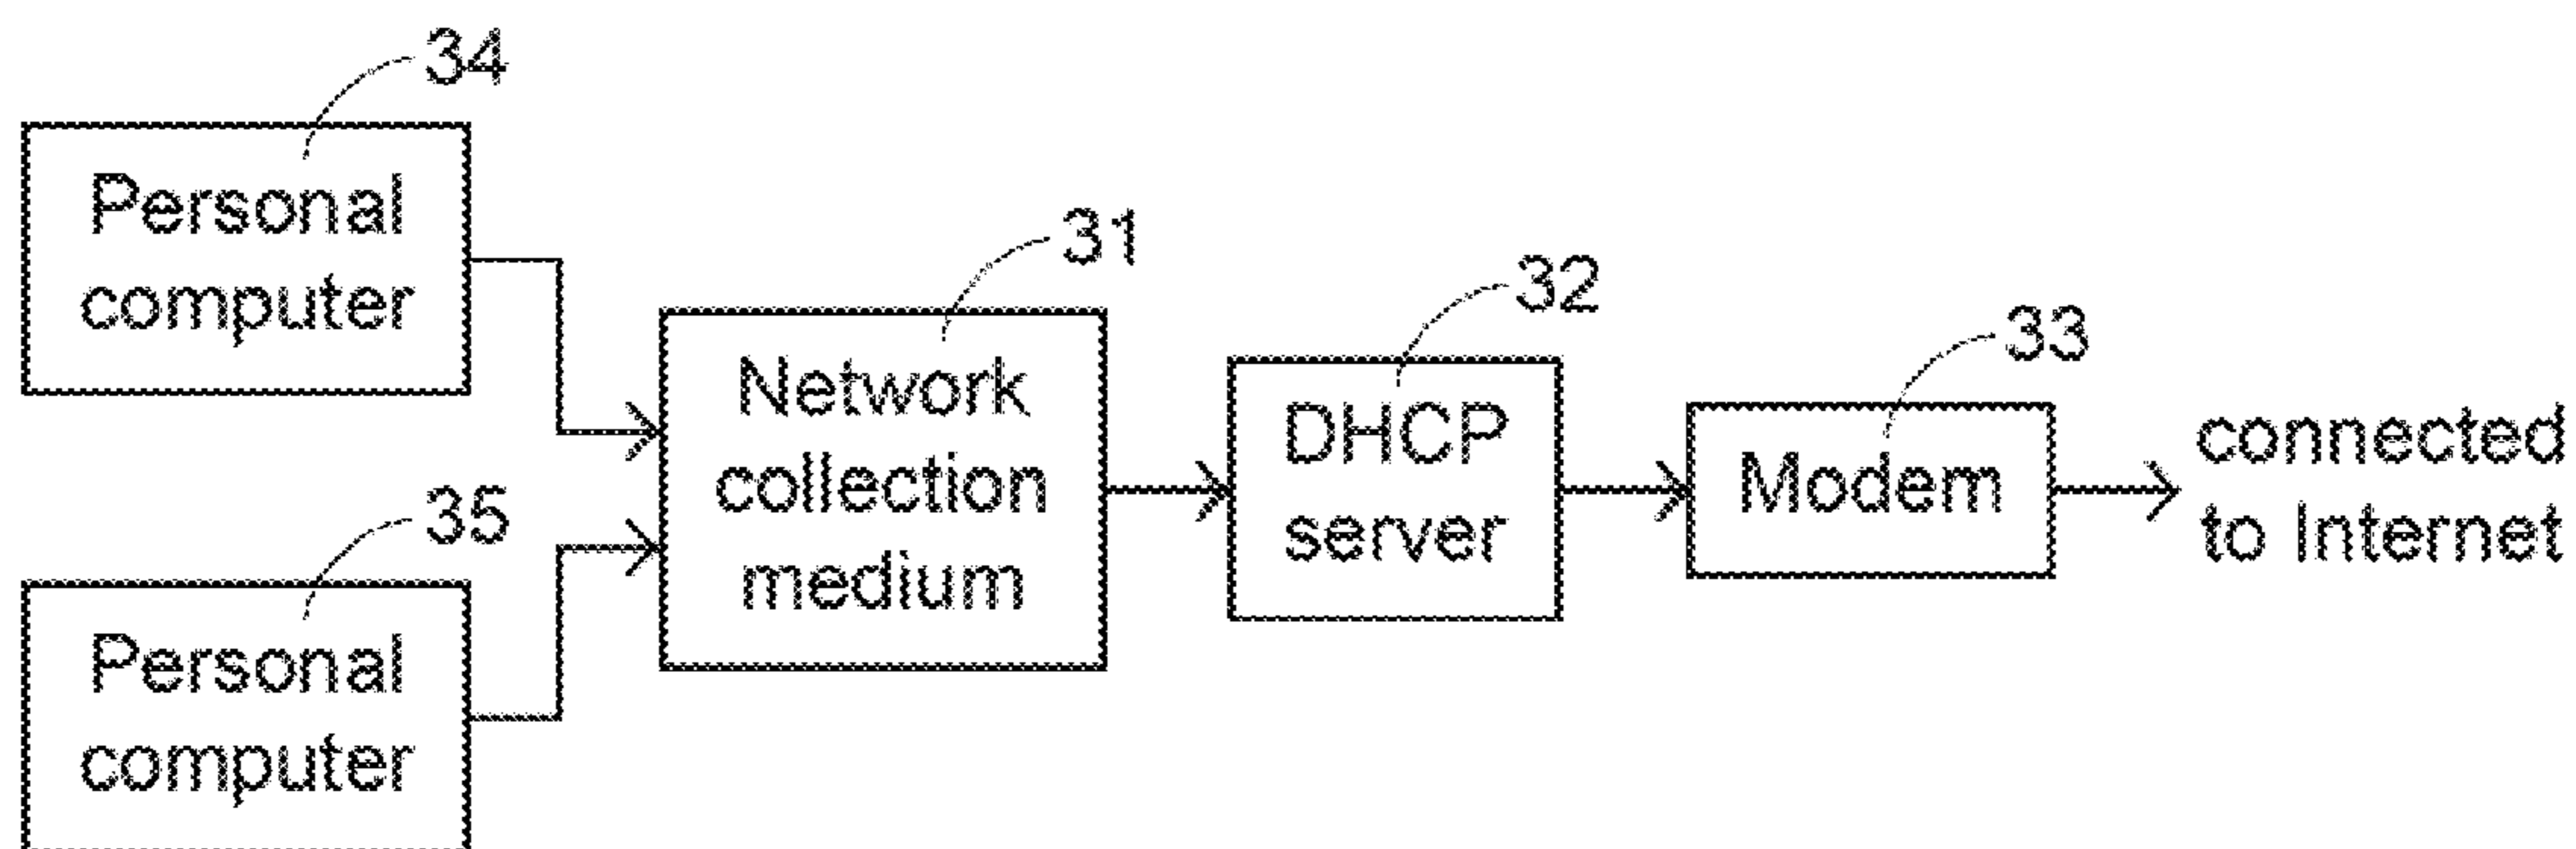 34
Personal
computer
31
Network
collection
medium
32
DHCP
server
33
Modem
connected
to Internet
35
Personal
computer